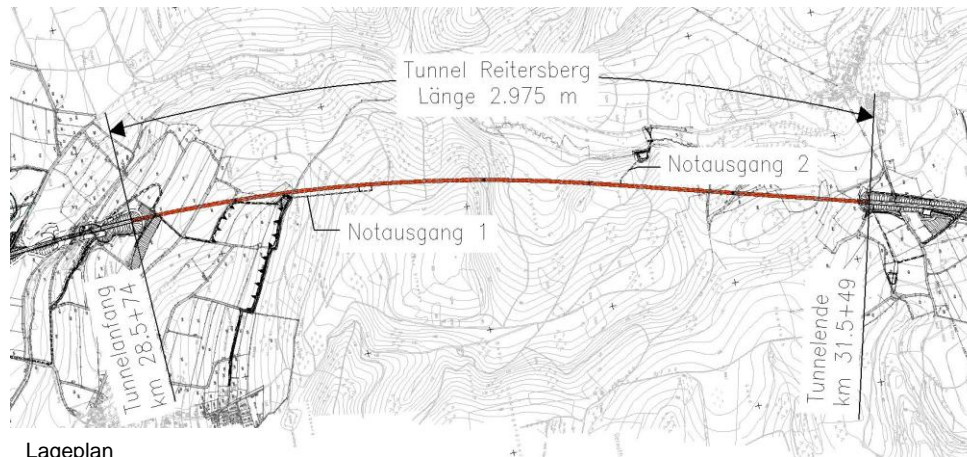 Tunnel Reitersberg
Länge 2.975 m
Notausgang 2
Notausgang 1
Tunnelanfang
km 28.5+74
Tunnelende
km 31.5+49
Lageplan